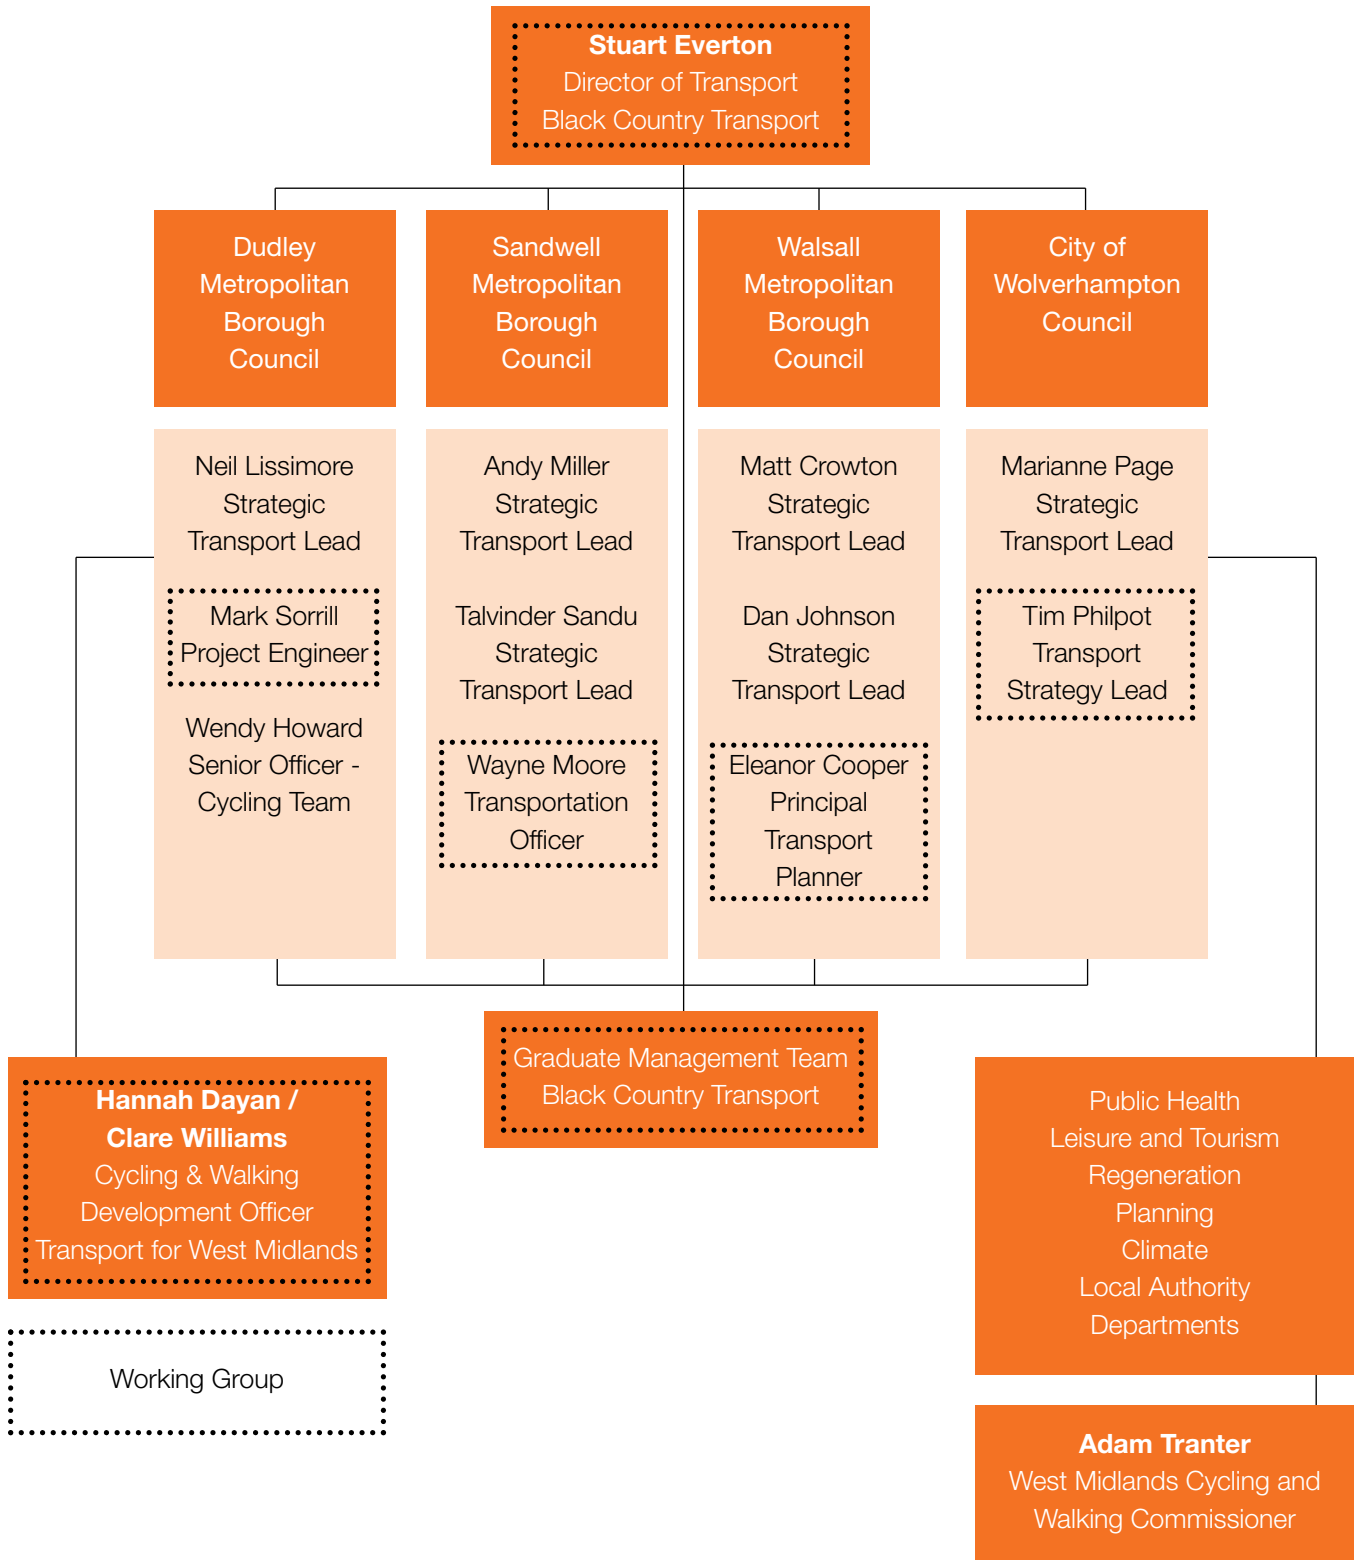 Stuart Everton
Director of Transport
Black Country Transport
Dudley
Metropolitan
Borough
Council
Sandwell
Metropolitan
Borough
Council
Walsall
Metropolitan
Borough
Council
City of
Wolverhampton
Council
Neil Lissimore
Strategic
Transport Lead
Mark Sorrill
Project Engineer
Wendy Howard
Senior Officer -
Cycling Team
Andy Miller
Strategic
Transport Lead
Talvinder Sandu
Strategic
Transport Lead
Wayne Moore
Transportation
Officer
Matt Crowton
Strategic
Transport Lead
Dan Johnson
Strategic
Transport Lead
Eleanor Cooper
Principal
Transport
Planner
Marianne Page
Strategic
Transport Lead
Tim Philpot
Transport
Strategy Lead
Graduate Management Team
Black Country Transport
Hannah Dayan /
Clare Williams
Cycling & Walking
Development Officer
Transport for West Midlands
Working Group
Public Health
Leisure and Tourism
Regeneration
Planning
Climate
Local Authority
Departments
Adam Tranter
West Midlands Cycling and
Walking Commissioner